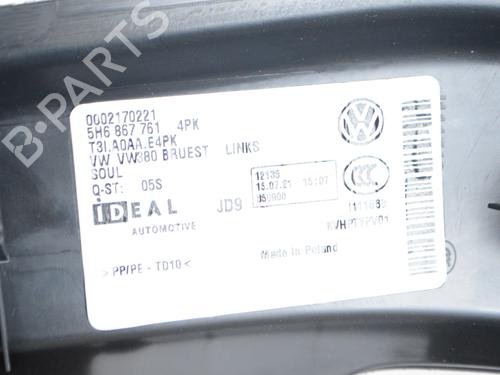 B-PARTS
0002170221
5H6 867 761 4PK
T3I.A0AA.E4PK
VW VW380 BRUEST LINKS
SOUL
Q-ST: 05S
IDEAL JD9
AUTOMOTIVE
12135
15.07.21 15:07
CCC
> PP/PE - TD10 <
Made in Poland